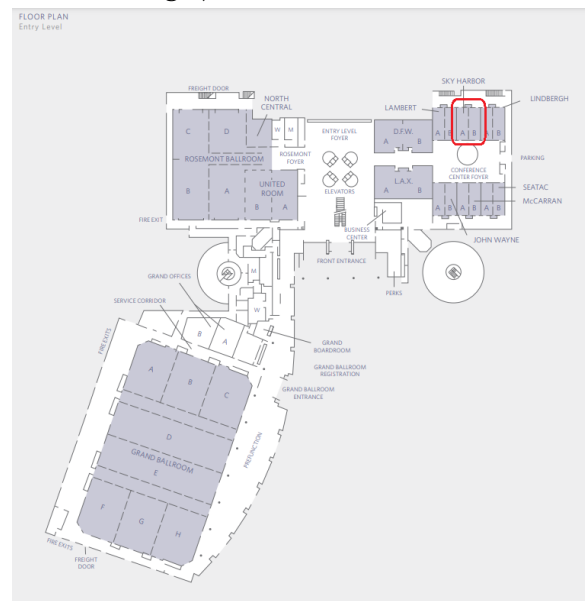 FLOOR PLAN
Entry Level
SKY HARBOR
FREIGHT DOOR
NORTH
CENTRAL
LAMBERT
LINDBERGH
C
D
W
M
ENTRY LEVEL
FOYER
D.F.W.
A
B
A
B
A
B
A
B
ROSEMONT BALLROOM
ROSEMONT
FOYER
CONFERENCE
CENTER FOYER
PARKING
ELEVATORS
L.A.X.
A
B
UNITED
ROOM
B
A
B
A
A
B
A
B
A
B
SEATAC
McCARRAN
FIRE EXIT
BUSINESS
CENTER
JOHN WAYNE
FRONT ENTRANCE
M
PERKS
GRAND OFFICES
SERVICE CORRIDOR
W
B
A
GRAND
BOARDROOM
FIRE EXITS
GRAND BALLROOM
REGISTRATION
GRAND BALLROOM
ENTRANCE
A
B
C
D
GRAND BALLROOM
PREFUNCTION
E
F
G
H
FIRE EXITS
FREIGHT
DOOR